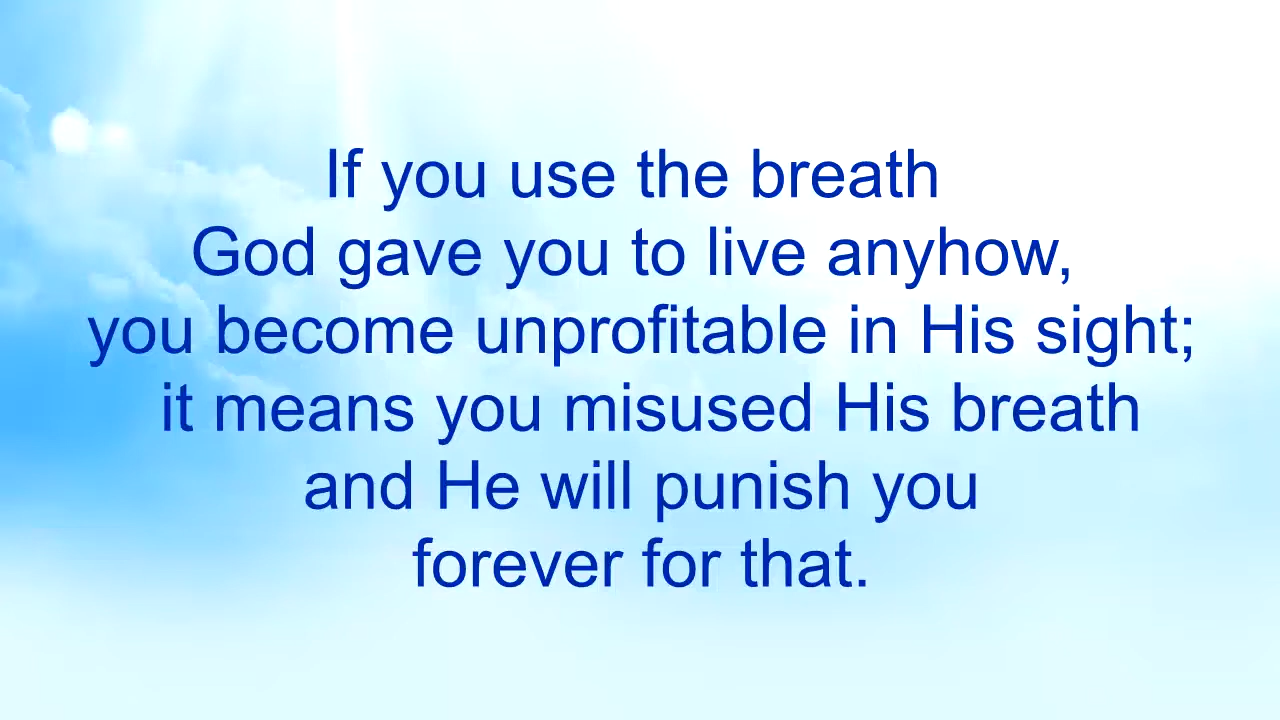 If you use the breath
God gave you to live anyhow,
you become unprofitable in His sight;
it means you misused His breath
and He will punish you
forever for that.